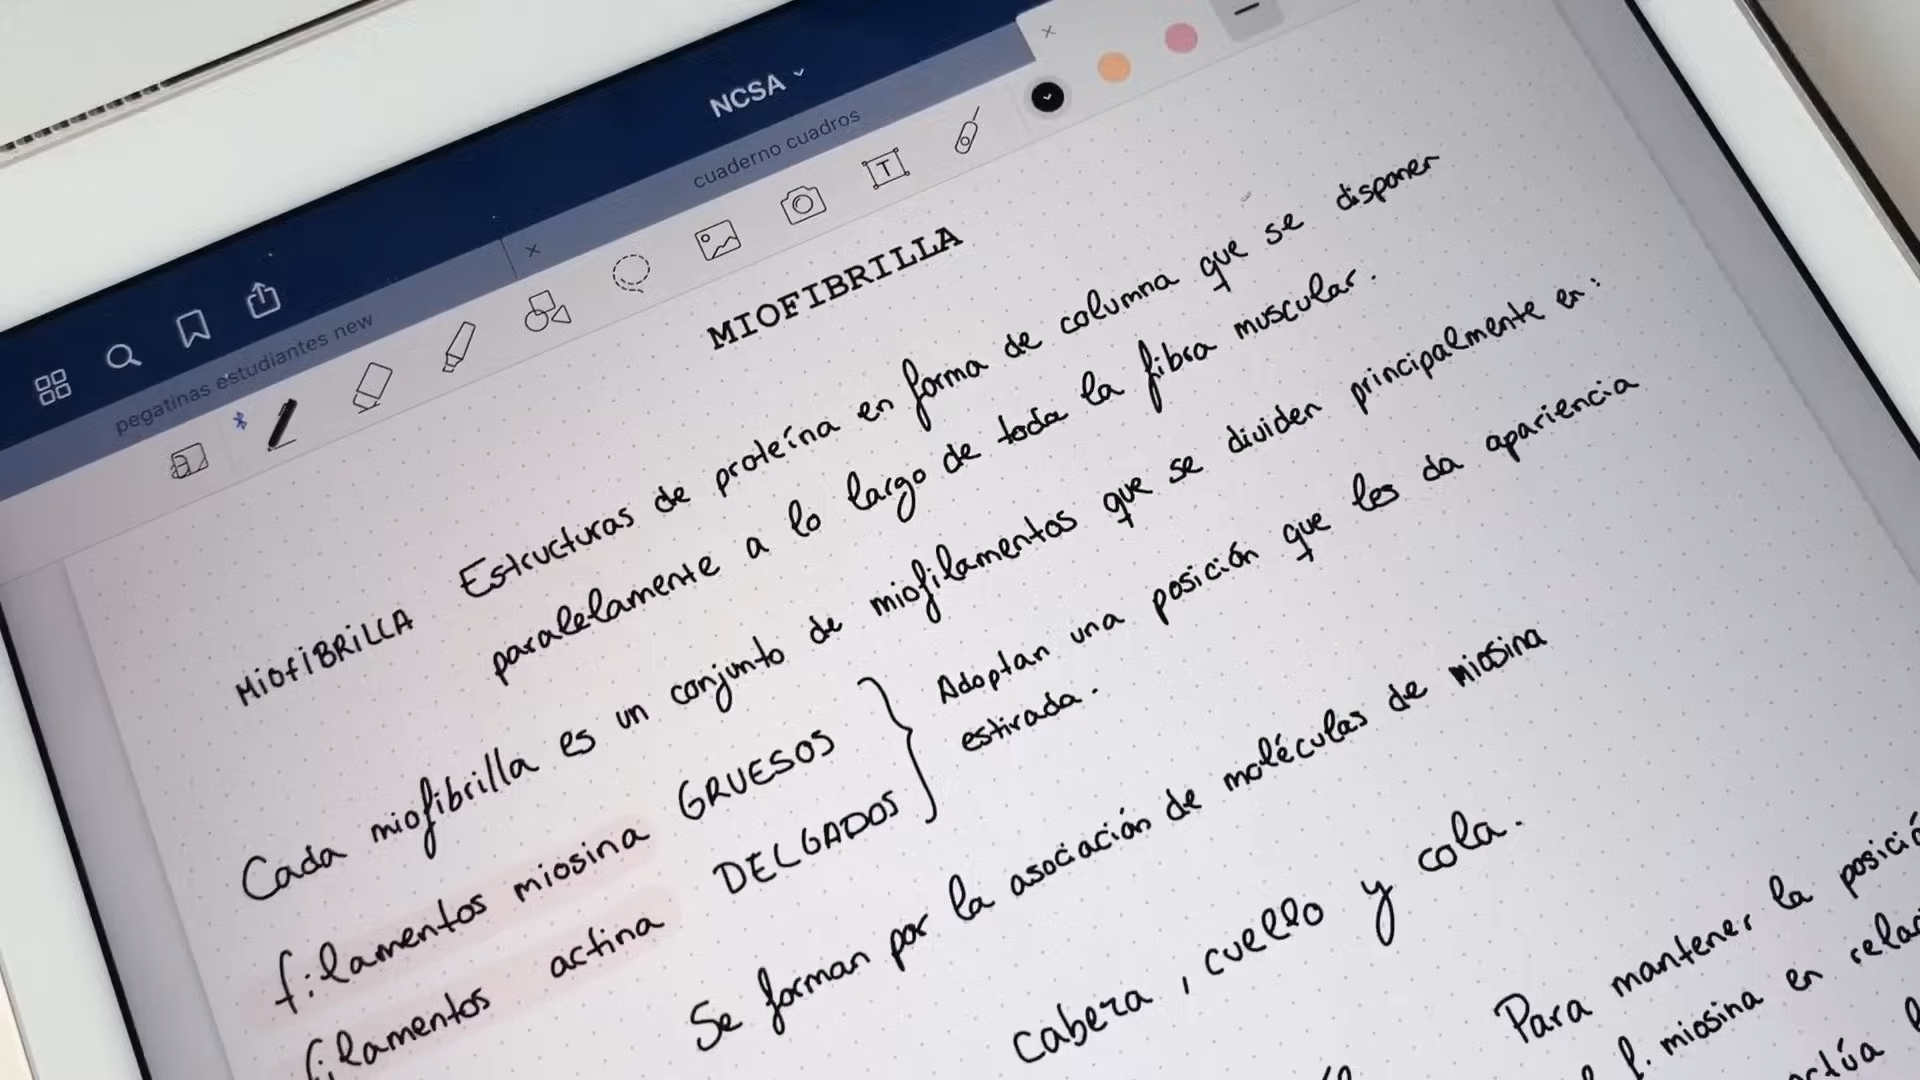 NCSA
pegatinas estudiantes new
cuaderno cuadros
T
MIOFIBRILLA
MIOFIBRILLA Estructuras de proteína en forma de columna que se disponer
paralelamente a lo largo de toda la fibra muscular.
Cada miofibrilla es un conjunto de miofilamentos que se dividen principalmente en:
filamentos miosina GRUESOS
filamentos actina DELGADOS
Adoptan una posición que les da apariencia
estirada.
Se forman por la asociación de moléculas de miosina
Cabeza, cuello y cola.
Para mantener la
f. miosina en